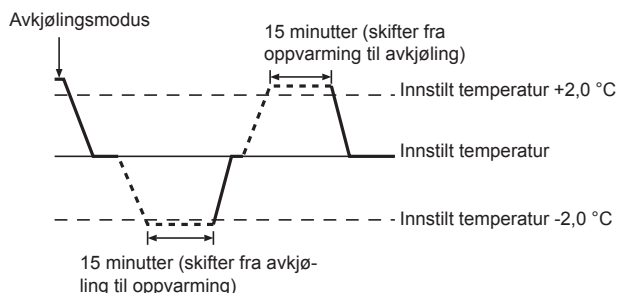 Avkjølingsmodus
15 minutter (skifter fra
oppvarming til avkjøling)
Innstilt temperatur +2,0 °C
Innstilt temperatur
Innstilt temperatur -2,0 °C
15 minutter (skifter fra avkjø-
ling til oppvarming)